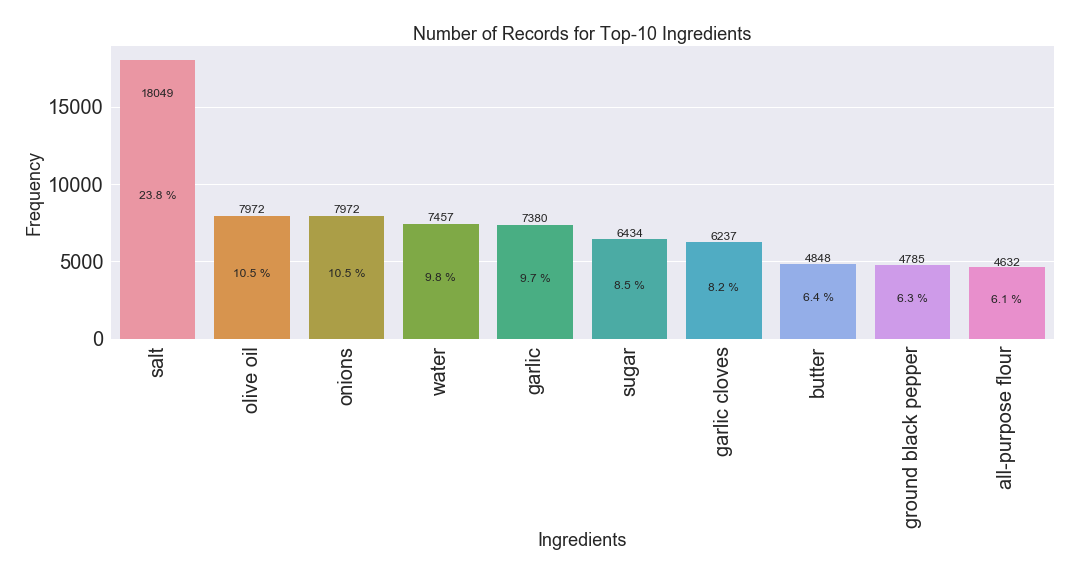 Number of Records for Top-10 Ingredients
Frequency
15000
10000
5000
0
18049
7972
7972
7457
7380
6434
6237
4848
4785
4632
23.8 %
10.5 %
10.5 %
9.8 %
9.7 %
8.5 %
8.2 %
6.4 %
6.3 %
6.1 %
salt
olive oil
onions
water
garlic
sugar
garlic cloves
butter
ground black pepper
all-purpose flour
Ingredients